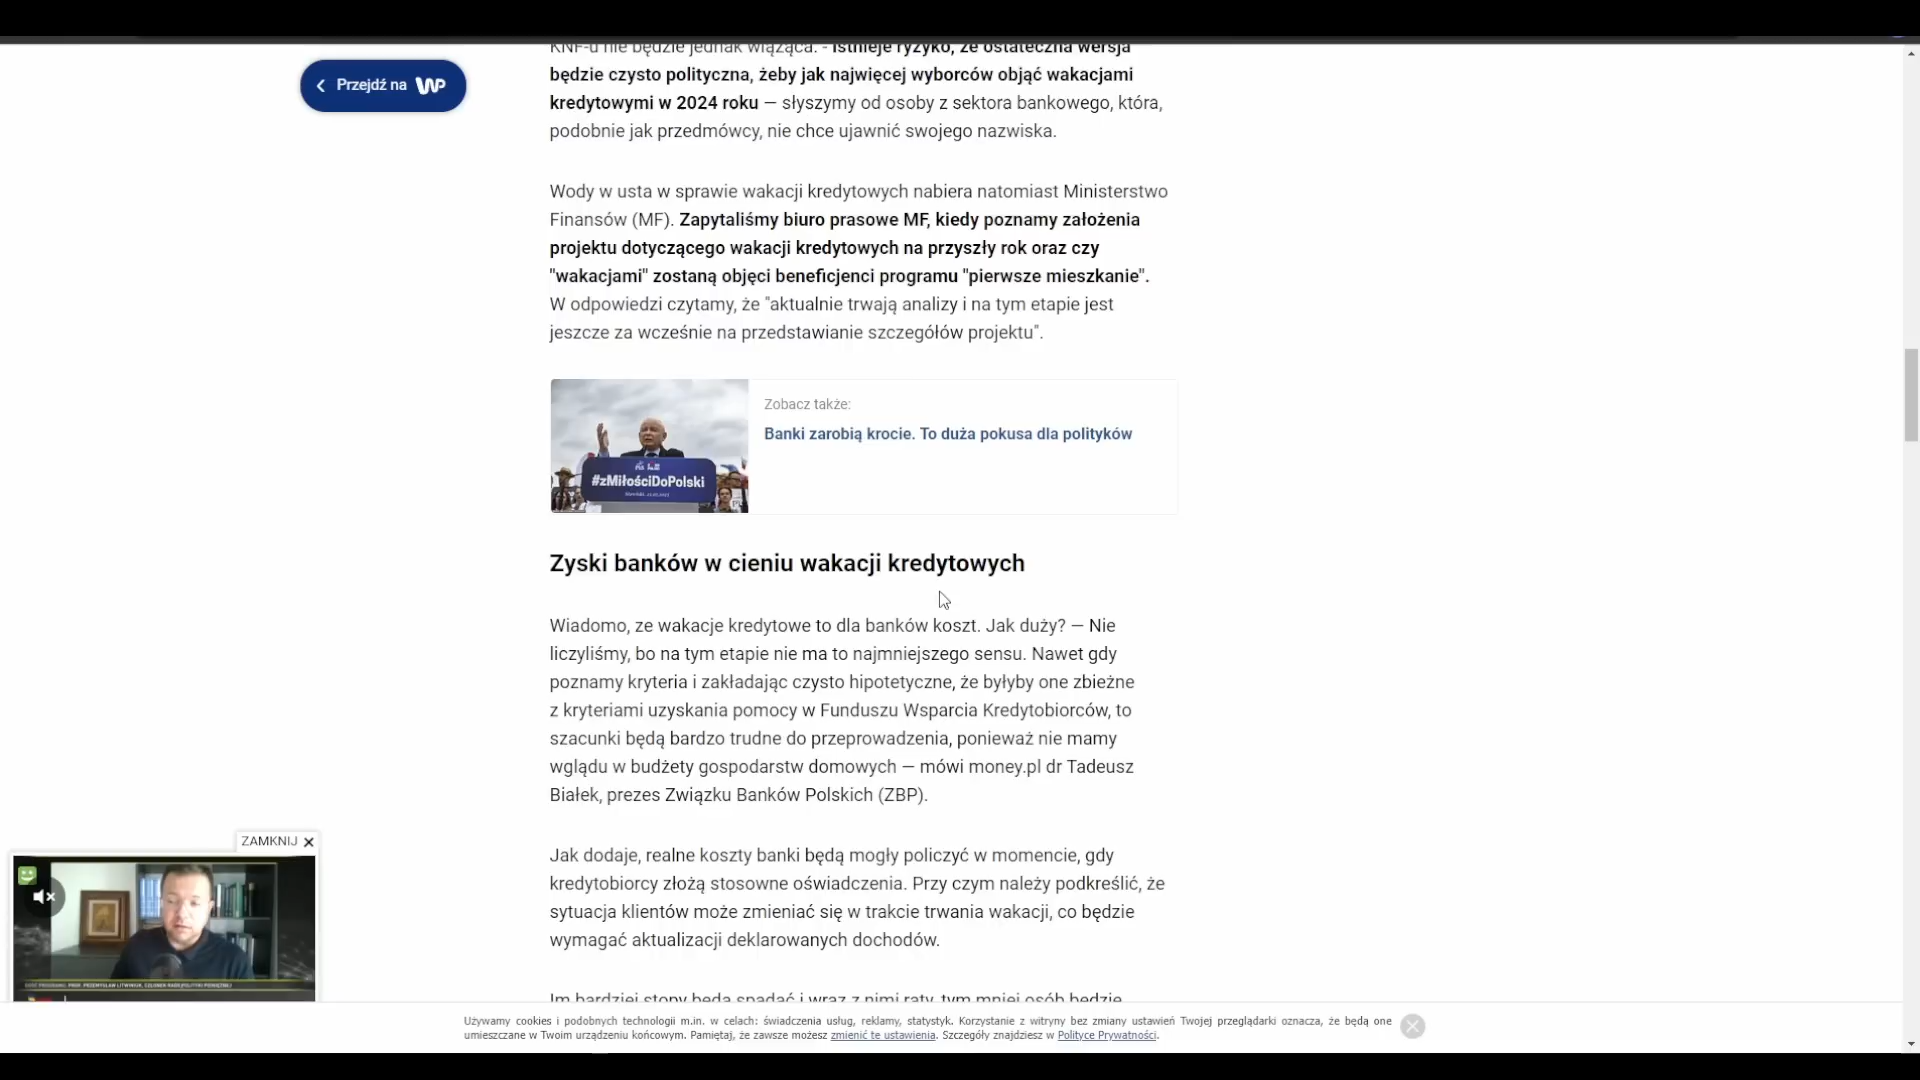 KNF-u nie będzie jednak wiążąca. - Istnieje ryzyko, że ostateczna wersja
Przejdź na WP
będzie czysto polityczna, żeby jak najwięcej wyborców objąć wakacjami
kredytowymi w 2024 roku — słyszymy od osoby z sektora bankowego, która,
podobnie jak przedmówcy, nie chce ujawnić swojego nazwiska.
Wody w usta w sprawie wakacji kredytowych nabiera natomiast Ministerstwo
Finansów (MF). Zapytaliśmy biuro prasowe MF, kiedy poznamy założenia
projektu dotyczącego wakacji kredytowych na przyszły rok oraz czy
"wakacjami" zostaną objęci beneficjenci programu "pierwsze mieszkanie".
W odpowiedzi czytamy, że "aktualnie trwają analizy i na tym etapie jest
jeszcze za wcześnie na przedstawianie szczegółów projektu".
Zobacz także:
Banki zarobią krocie. To duża pokusa dla polityków
#zMiłościDoPolski
Zyski banków w cieniu wakacji kredytowych
Wiadomo, ze wakacje kredytowe to dla banków koszt. Jak duży? — Nie
liczyliśmy, bo na tym etapie nie ma to najmniejszego sensu. Nawet gdy
poznamy kryteria i zakładając czysto hipotetyczne, że byłyby one zbieżne
z kryteriami uzyskania pomocy w Funduszu Wsparcia Kredytobiorców, to
szacunki będą bardzo trudne do przeprowadzenia, ponieważ nie mamy
wglądu w budżety gospodarstw domowych — mówi money.pl dr Tadeusz
Białek, prezes Związku Banków Polskich (ZBP).
ZAMKNIJ
Jak dodaje, realne koszty banki będą mogły policzyć w momencie, gdy
kredytobiorcy złożą stosowne oświadczenia. Przy czym należy podkreślić, że
sytuacja klientów może zmieniać się w trakcie trwania wakacji, co będzie
wymagać aktualizacji deklarowanych dochodów.
GOŚĆ PROGRAMU: PROF. PRZEMYSŁAW LITWINIUK, CZŁONEK RADY POLITYKI PIENIĘŻNEJ
Im bardziej stopy będą spadać i wraz z nimi raty, tym mniej osób będzie
Używamy cookies i podobnych technologii m.in. w celach: świadczenia usług, reklamy, statystyk. Korzystanie z witryny bez zmiany ustawień Twojej przeglądarki oznacza, że będą one
umieszczane w Twoim urządzeniu końcowym. Pamiętaj, że zawsze możesz zmienić te ustawienia. Szczegóły znajdziesz w Polityce Prywatności.